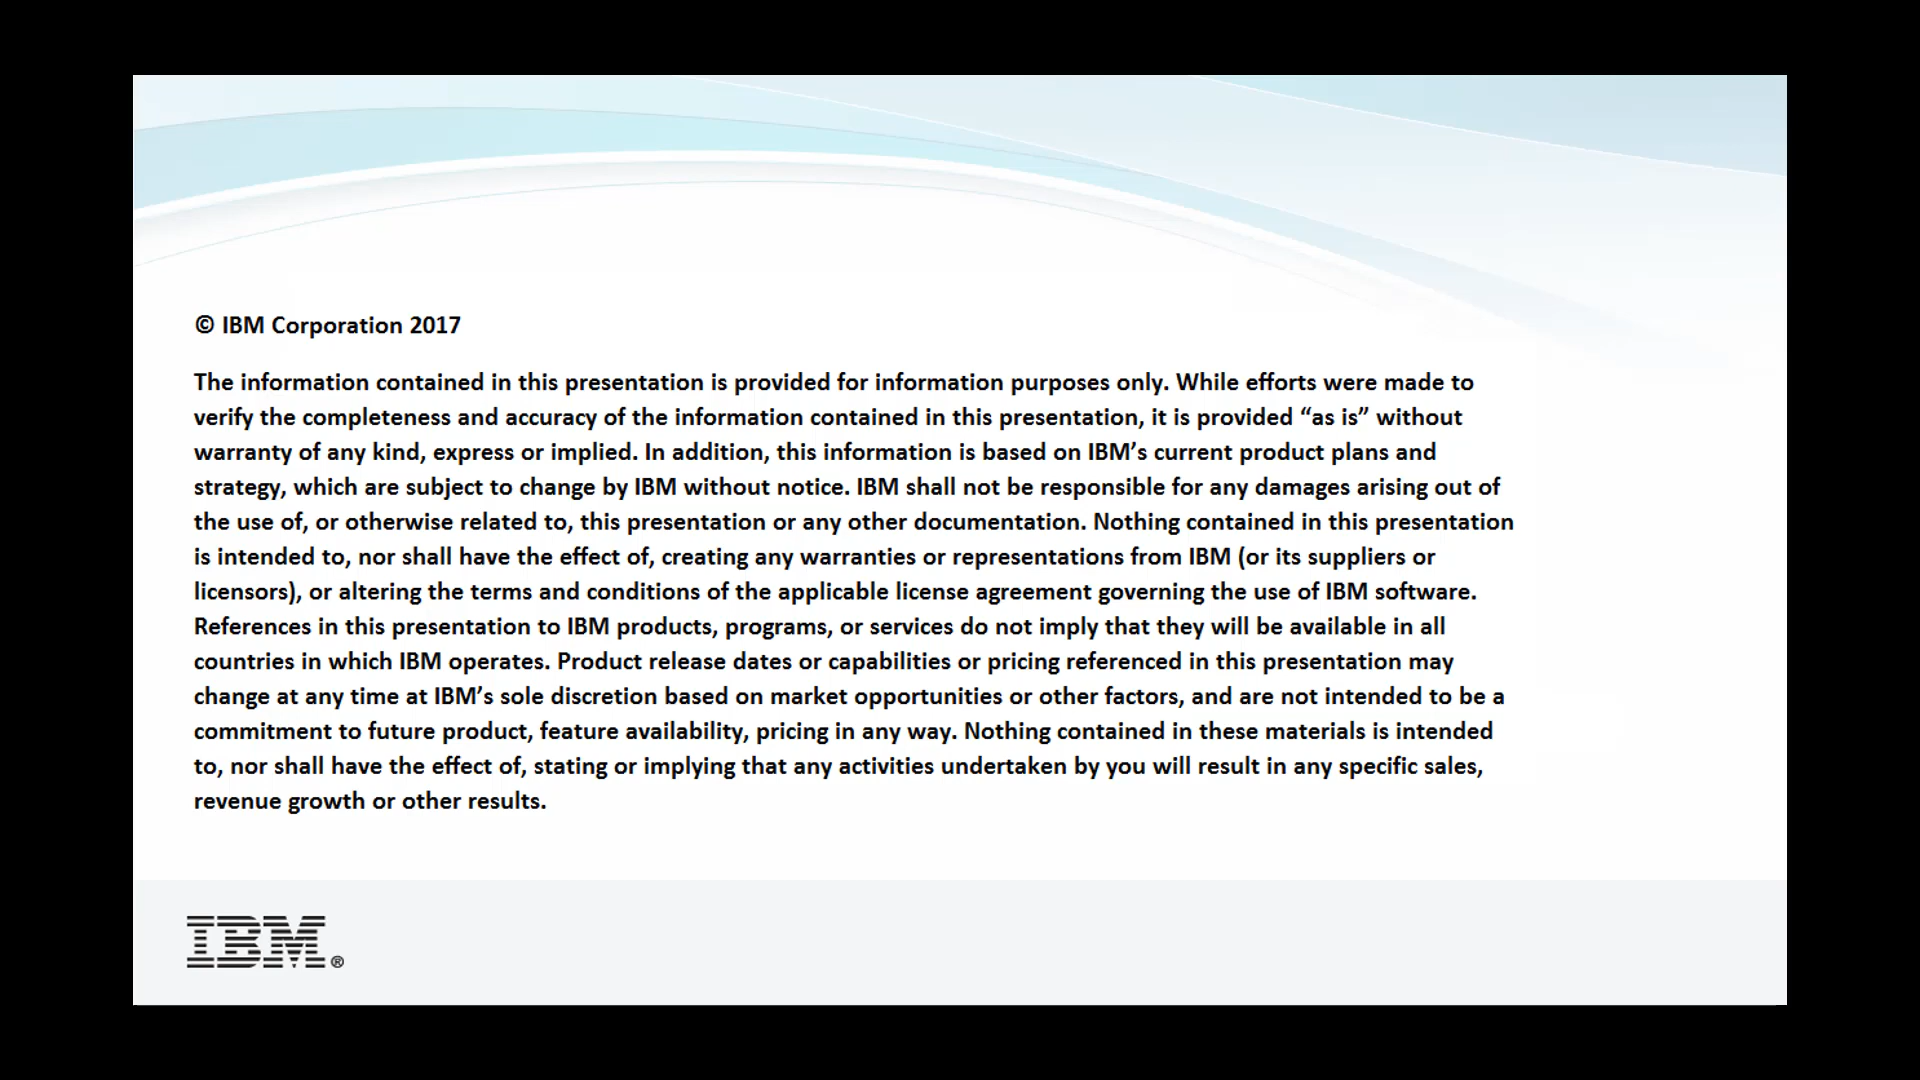 © IBM Corporation 2017
The information contained in this presentation is provided for information purposes only. While efforts were made to
verify the completeness and accuracy of the information contained in this presentation, it is provided “as is” without
warranty of any kind, express or implied. In addition, this information is based on IBM’s current product plans and
strategy, which are subject to change by IBM without notice. IBM shall not be responsible for any damages arising out of
the use of, or otherwise related to, this presentation or any other documentation. Nothing contained in this presentation
is intended to, nor shall have the effect of, creating any warranties or representations from IBM (or its suppliers or
licensors), or altering the terms and conditions of the applicable license agreement governing the use of IBM software.
References in this presentation to IBM products, programs, or services do not imply that they will be available in all
countries in which IBM operates. Product release dates or capabilities or pricing referenced in this presentation may
change at any time at IBM’s sole discretion based on market opportunities or other factors, and are not intended to be a
commitment to future product, feature availability, pricing in any way. Nothing contained in these materials is intended
to, nor shall have the effect of, stating or implying that any activities undertaken by you will result in any specific sales,
revenue growth or other results.
IBM®